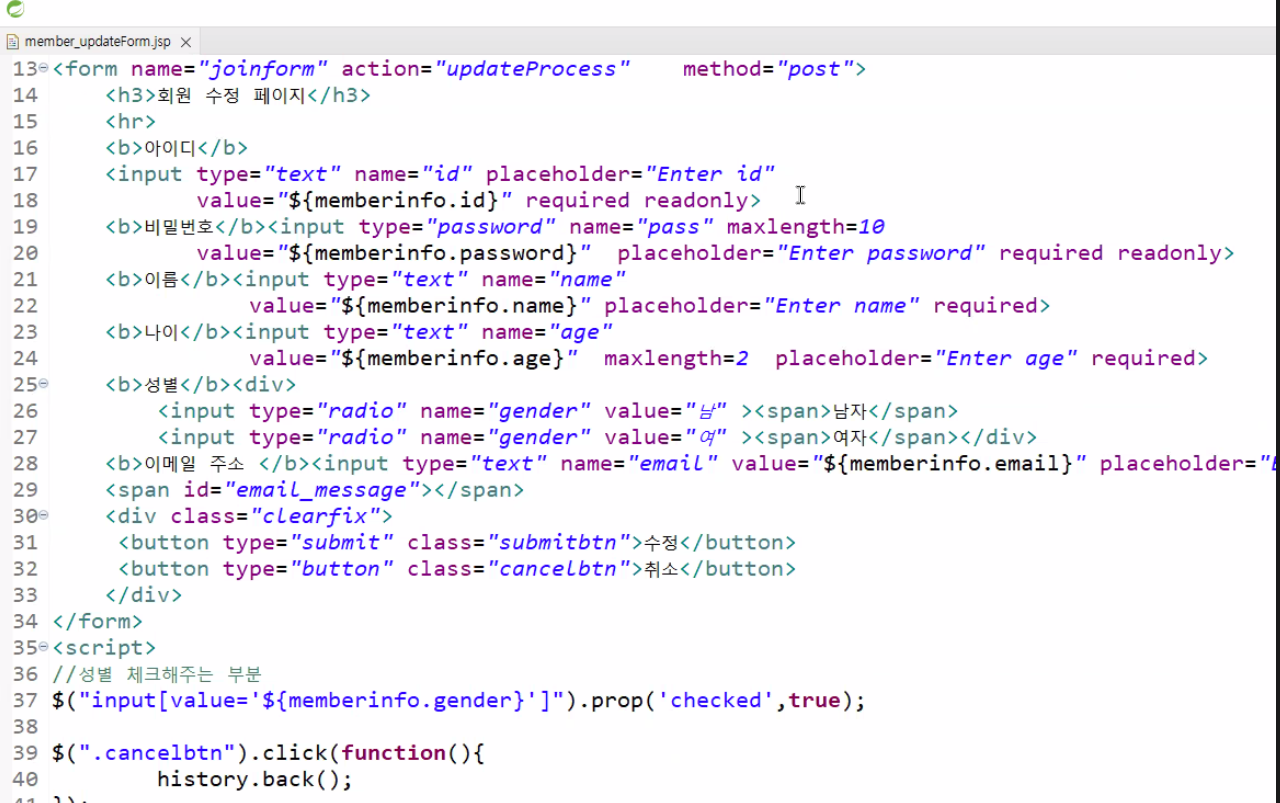 member_updateForm.jsp
13 <form name="joinform" action="updateProcess" method="post">
14 <h3>회원 수정 페이지</h3>
15 <hr>
16 <b>아이디</b>
17 <input type="text" name="id" placeholder="Enter id"
18 value="${memberinfo.id}" required readonly>
19 <b>비밀번호</b><input type="password" name="pass" maxlength=10
20 value="${memberinfo.password}" placeholder="Enter password" required readonly>
21 <b>이름</b><input type="text" name="name"
22 value="${memberinfo.name}" placeholder="Enter name" required>
23 <b>나이</b><input type="text" name="age"
24 value="${memberinfo.age}" maxlength=2 placeholder="Enter age" required>
25 <b>성별</b><div>
26 <input type="radio" name="gender" value="남" ><span>남자</span>
27 <input type="radio" name="gender" value="여" ><span>여자</span></div>
28 <b>이메일 주소 </b><input type="text" name="email" value="${memberinfo.email}" placeholder="
29 <span id="email_message"></span>
30 <div class="clearfix">
31 <button type="submit" class="submitbtn">수정</button>
32 <button type="button" class="cancelbtn">취소</button>
33 </div>
34 </form>
35 <script>
36 //성별 체크해주는 부분
37 $("input[value='${memberinfo.gender}']").prop('checked',true);
38
39 $(".cancelbtn").click(function(){
40 history.back();